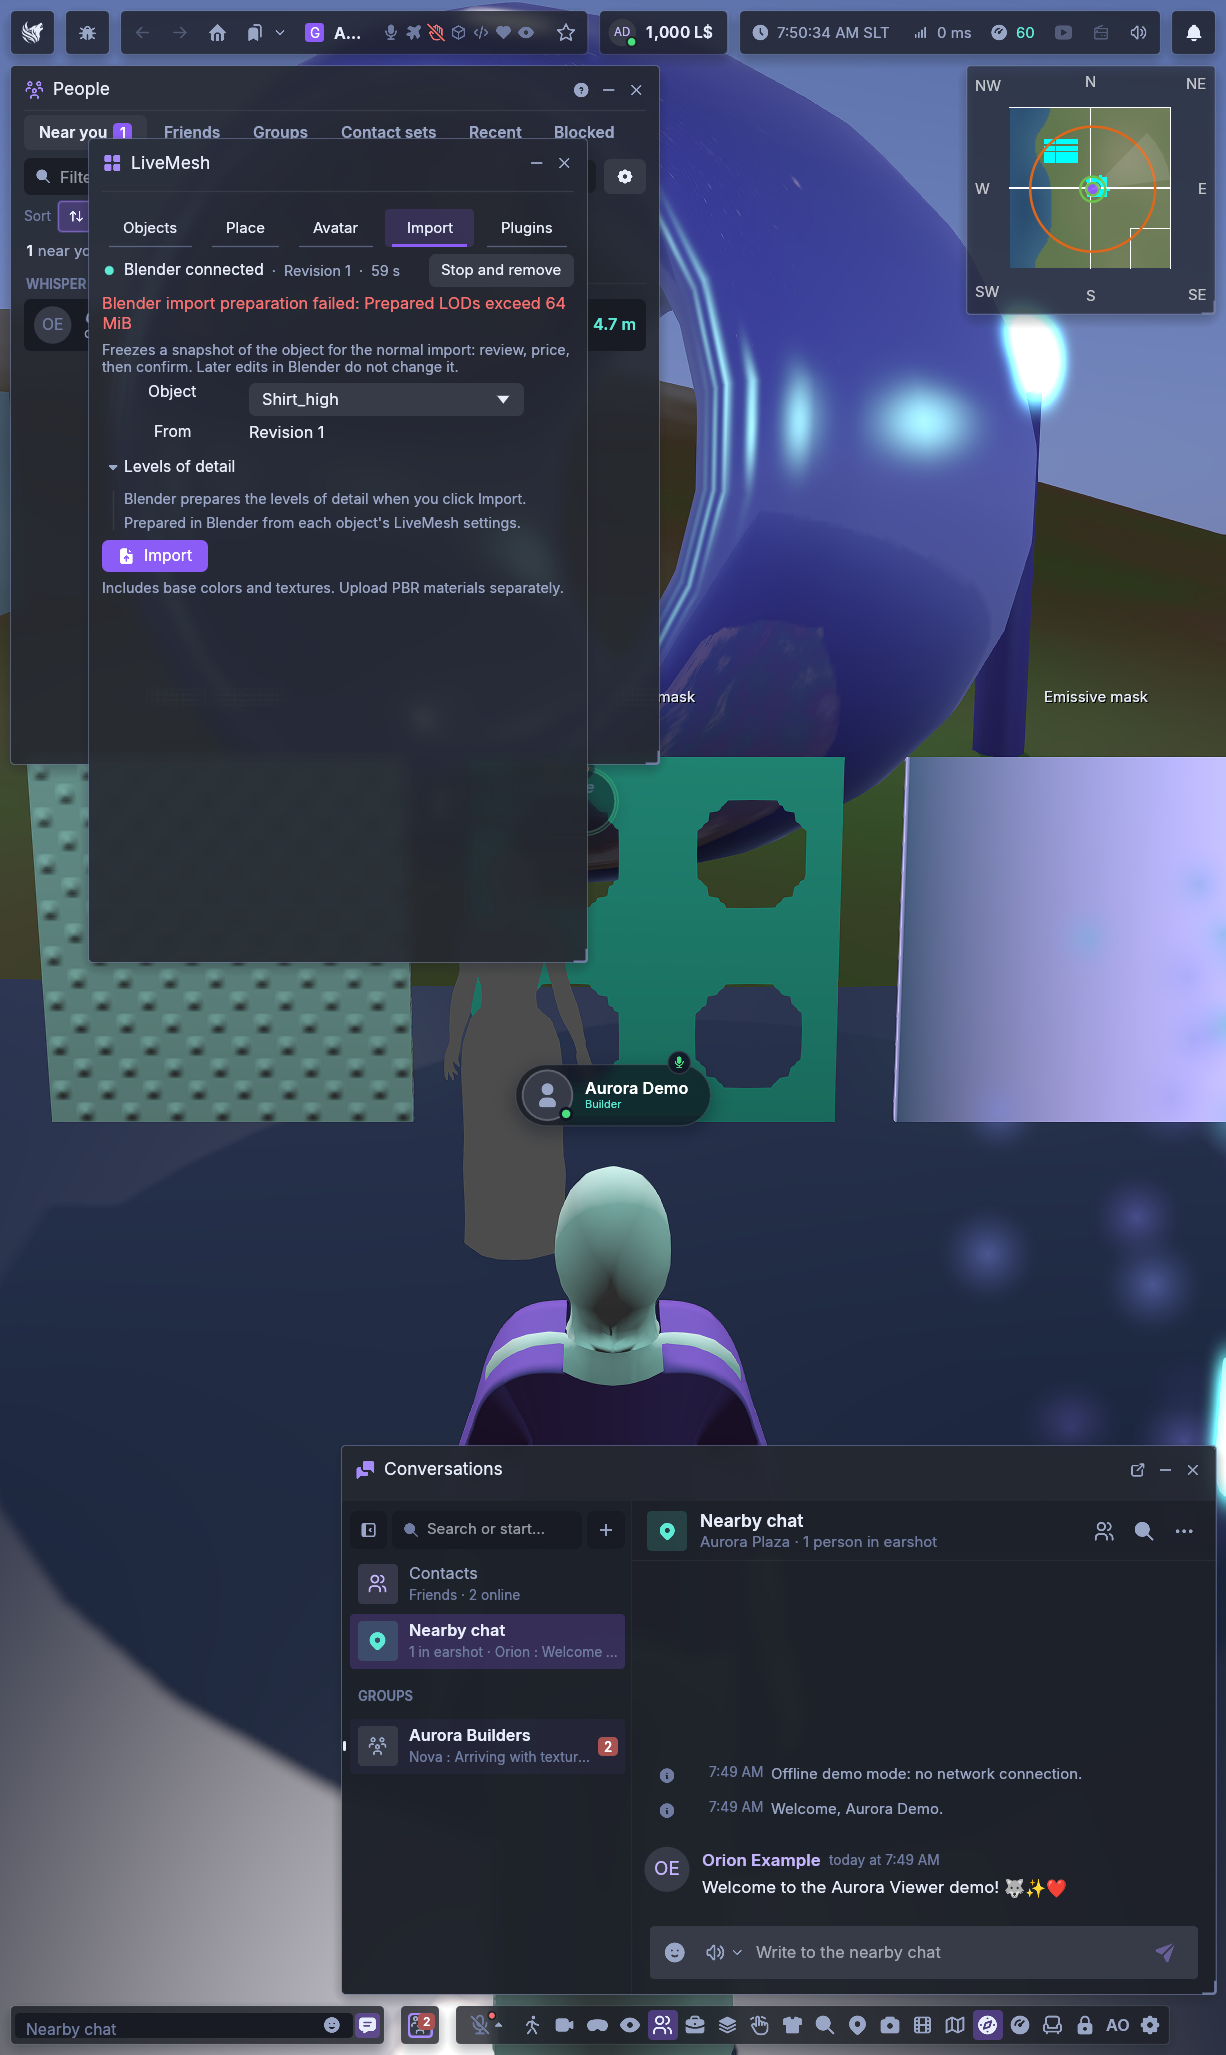 G A...
AD 1,000 L$
7:50:34 AM SLT 0 ms 60
People
Near you 1 Friends Groups Contact sets Recent Blocked
Filte
Sort
1 near yo
WHISPER
OE 4.7 m
LiveMesh
Objects Place Avatar Import Plugins
Blender connected · Revision 1 · 59 s Stop and remove
Blender import preparation failed: Prepared LODs exceed 64
MiB
Freezes a snapshot of the object for the normal import: review, price,
then confirm. Later edits in Blender do not change it.
Object Shirt_high
From Revision 1
Levels of detail
Blender prepares the levels of detail when you click Import.
Prepared in Blender from each object's LiveMesh settings.
Import
Includes base colors and textures. Upload PBR materials separately.
NW N NE
W E
SW S SE
mask
Emissive mask
Aurora Demo
Builder
Conversations
Search or start...
Contacts
Friends · 2 online
Nearby chat
1 in earshot · Orion : Welcome ...
GROUPS
Aurora Builders
Nova : Arriving with textur... 2
Nearby chat
Aurora Plaza · 1 person in earshot
7:49 AM Offline demo mode: no network connection.
7:49 AM Welcome, Aurora Demo.
OE Orion Example today at 7:49 AM
Welcome to the Aurora Viewer demo! 🐺✨❤️
Write to the nearby chat
Nearby chat
2
AO